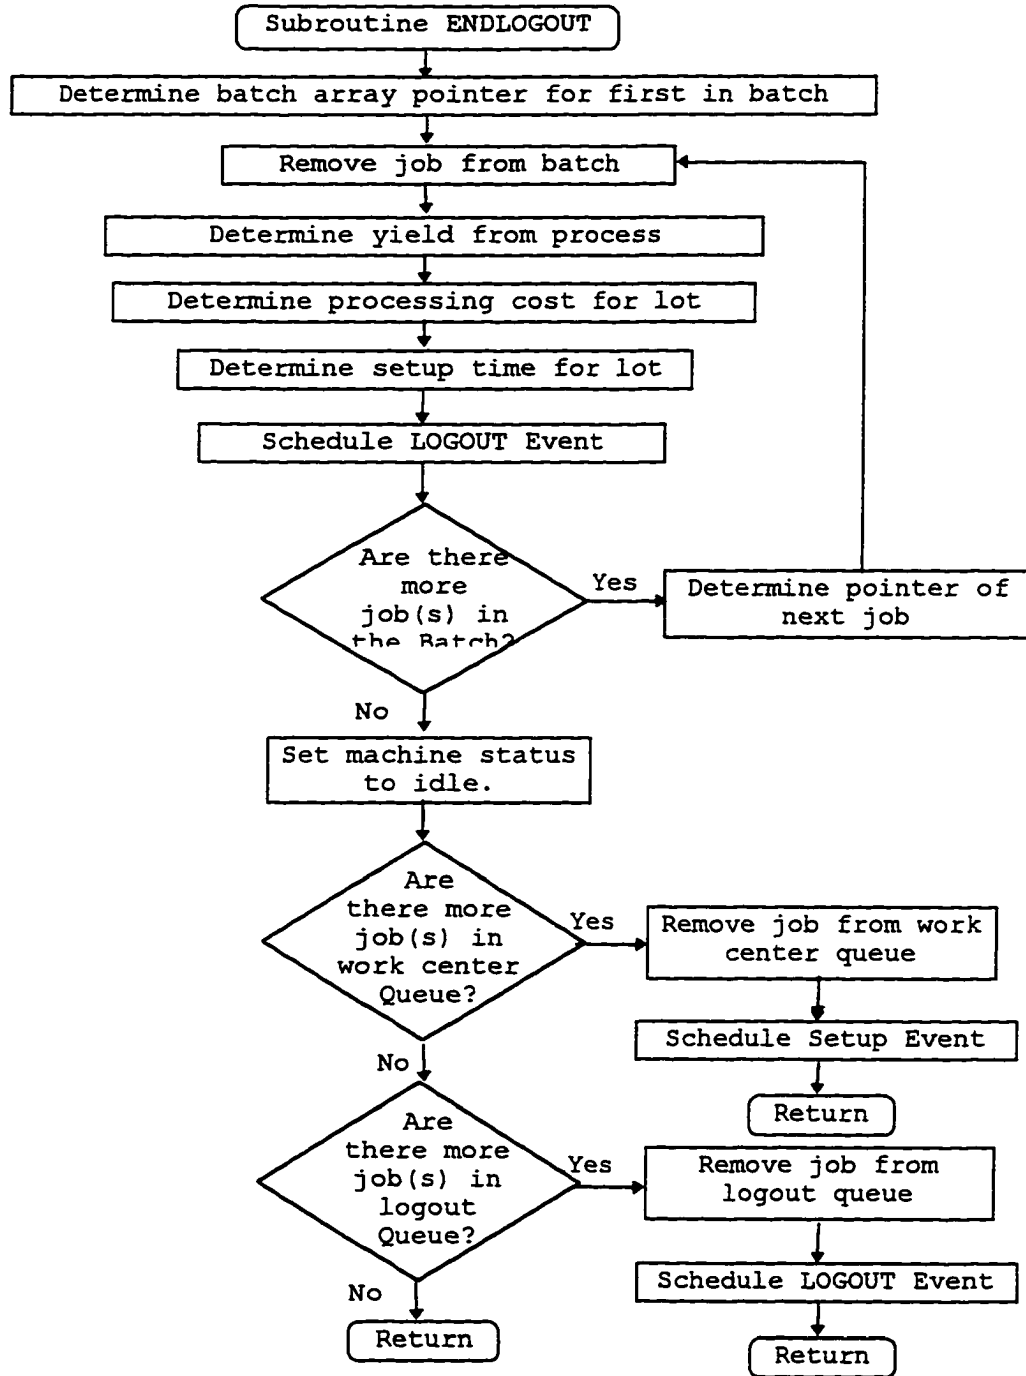 Subroutine ENDLOGOUT
Determine batch array pointer for first in batch
Remove job from batch
Determine yield from process
Determine processing cost for lot
Determine setup time for lot
Schedule LOGOUT Event
Are there
more
job(s) in
the Batch?
Yes
Determine pointer of
next job
No
Set machine status
to idle.
Are
there more
job(s) in
work center
Queue?
Yes
Remove job from work
center queue
Schedule Setup Event
Return
No
Are
there more
job(s) in
logout
Queue?
Yes
Remove job from
logout queue
Schedule LOGOUT Event
Return
No
Return